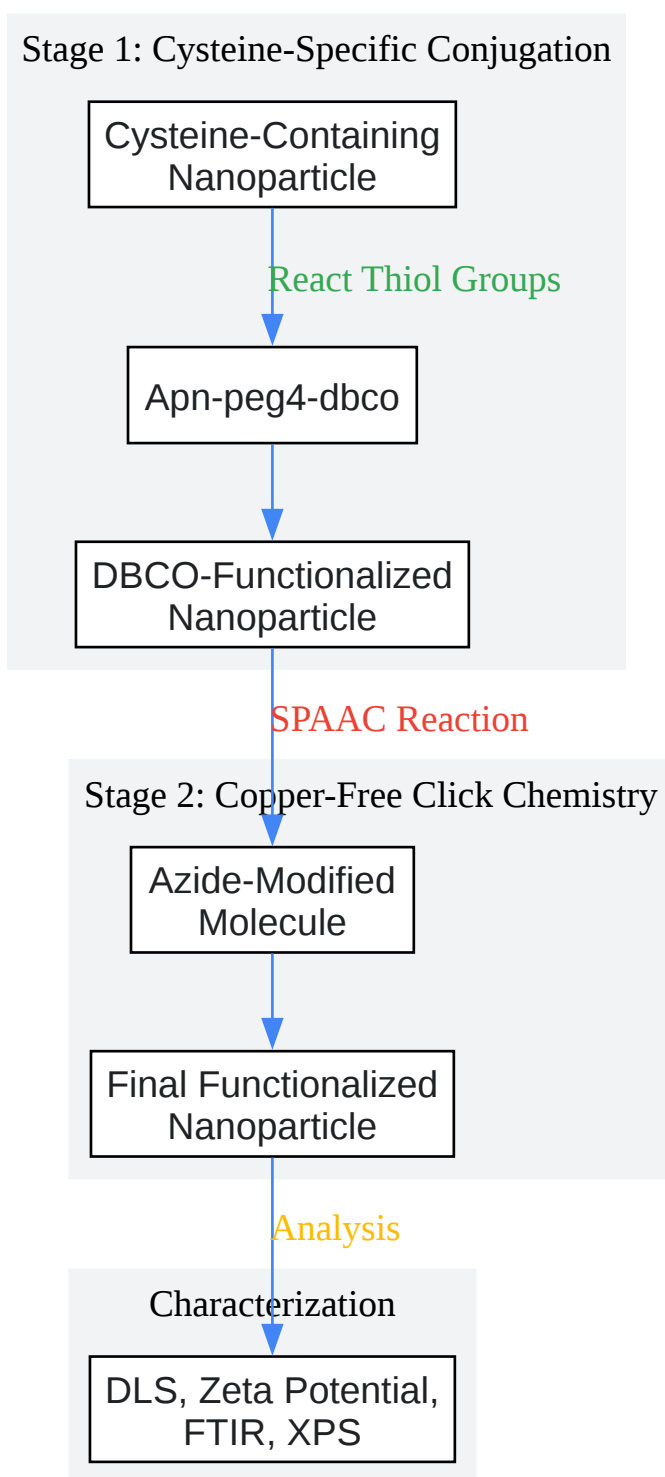 Stage 1: Cysteine-Specific Conjugation
Cysteine-Containing
Nanoparticle
React Thiol Groups
Apn-peg4-dbco
DBCO-Functionalized
Nanoparticle
SPAAC Reaction
Stage 2: Copper-Free Click Chemistry
Azide-Modified
Molecule
Final Functionalized
Nanoparticle
Analysis
Characterization
DLS, Zeta Potential,
FTIR, XPS